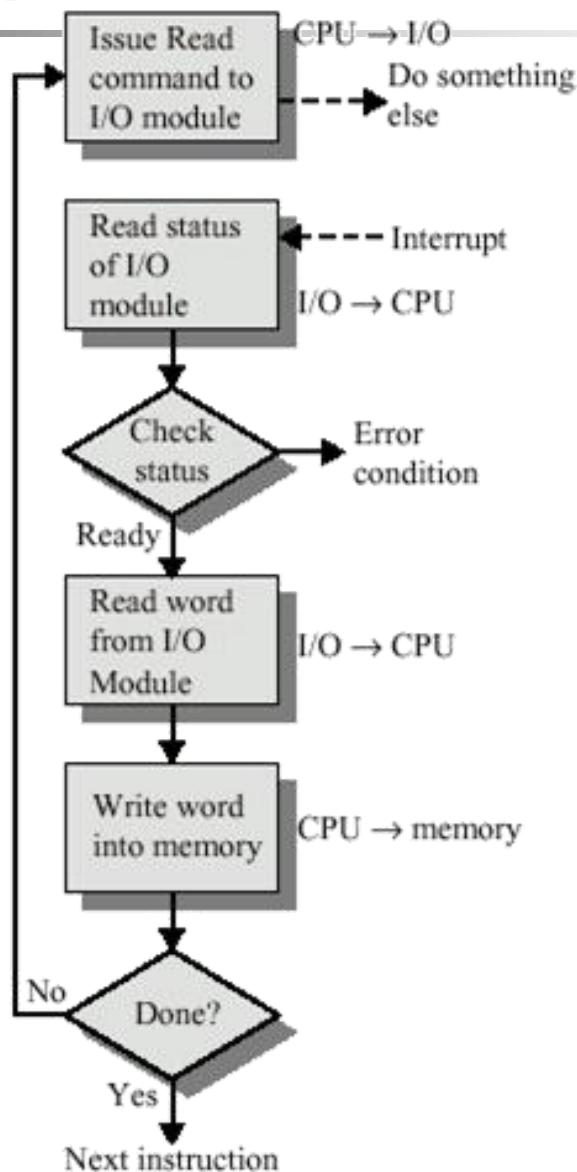 Issue Read
command to
I/O module
CPU → I/O
Do something
else
Read status
of I/O
module
Interrupt
I/O → CPU
Check
status
Error
condition
Ready
Read word
from I/O
Module
I/O → CPU
Write word
into memory
CPU → memory
Done?
No
Yes
Next instruction